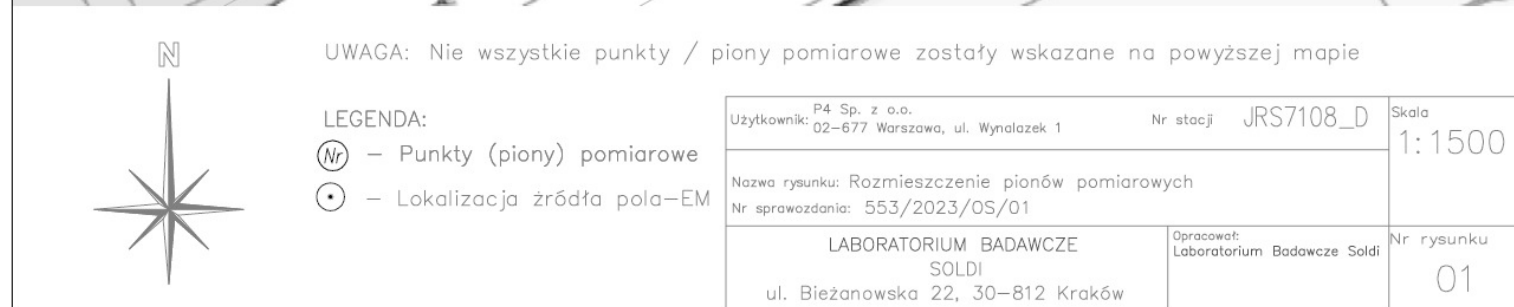 N
UWAGA: Nie wszystkie punkty / piony pomiarowe zostały wskazane na powyższej mapie
LEGENDA:
Nr – Punkty (piony) pomiarowe
– Lokalizacja źródła pola–EM
Użytkownik: P4 Sp. z o.o.
02–677 Warszawa, ul. Wynalazek 1
Nr stacji JRS7108_D
Skala
1:1500
Nazwa rysunku: Rozmieszczenie pionów pomiarowych
Nr sprawozdania: 553/2023/OS/01
LABORATORIUM BADAWCZE
SOLDI
ul. Bieżanowska 22, 30–812 Kraków
Opracował:
Laboratorium Badawcze Soldi
Nr rysunku
01